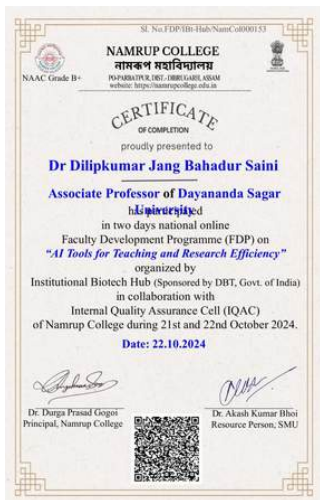 Sl. No.FDP/IBt-Hub/NamCol000153
NAMRUP COLLEGE
নামৰূপ মহাবিদ্যালয়
PO-PARBATPUR, DIST.- DIBRUGARH, ASSAM
website: https://namrupcollege.edu.in
NAAC Grade B+
CERTIFICATE
OF COMPLETION
proudly presented to
Dr Dilipkumar Jang Bahadur Saini
Associate Professor of Dayananda Sagar
University
in two days national online
Faculty Development Programme (FDP) on
“AI Tools for Teaching and Research Efficiency”
organized by
Institutional Biotech Hub (Sponsored by DBT, Govt. of India)
in collaboration with
Internal Quality Assurance Cell (IQAC)
of Namrup College during 21st and 22nd October 2024.
Date: 22.10.2024
Dr. Durga Prasad Gogoi
Principal, Namrup College
Dr. Akash Kumar Bhoi
Resource Person, SMU